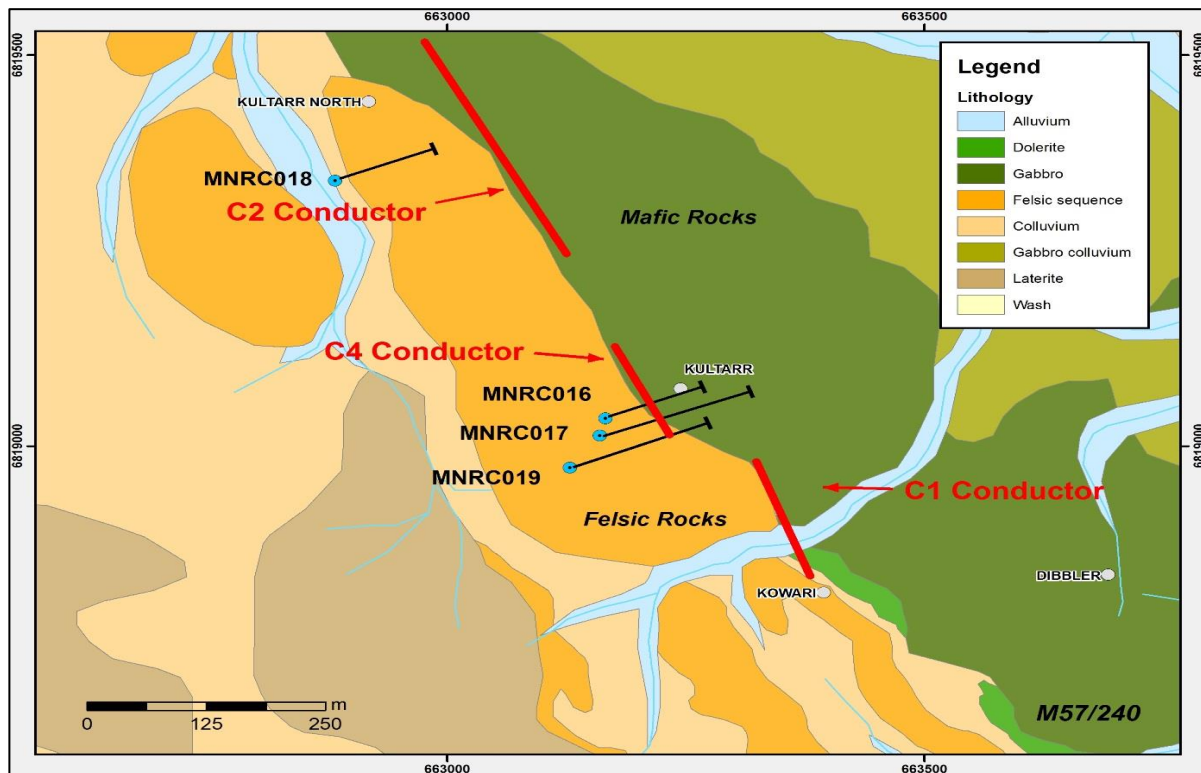 663000
663500
6819500
6819500
Legend
Lithology
Alluvium
Dolerite
Gabbro
Felsic sequence
Colluvium
Gabbro colluvium
Laterite
Wash
KULTARR NORTH
MNRC018
C2 Conductor
Mafic Rocks
C4 Conductor
KULTARR
MNRC016
MNRC017
MNRC019
6819000
6819000
C1 Conductor
Felsic Rocks
DIBBLER
KOWARI
M57/240
m
0
125
250
663000
663500